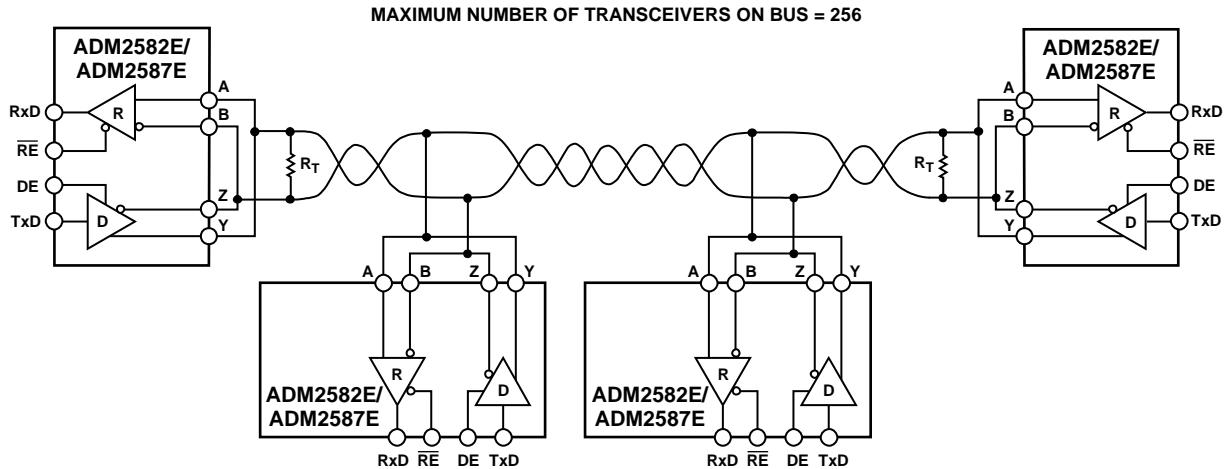 MAXIMUM NUMBER OF TRANSCEIVERS ON BUS = 256
ADM2582E/
ADM2587E
A
RxD
R
B
RE
RT
DE
Z
TxD
D
Y
ADM2582E/
ADM2587E
A
R
RxD
B
RE
RT
DE
Z
D
TxD
Y
A
B
Z
Y
R
D
ADM2582E/
ADM2587E
RxD
RE
DE
TxD
A
B
Z
Y
R
D
ADM2582E/
ADM2587E
RxD
RE
DE
TxD